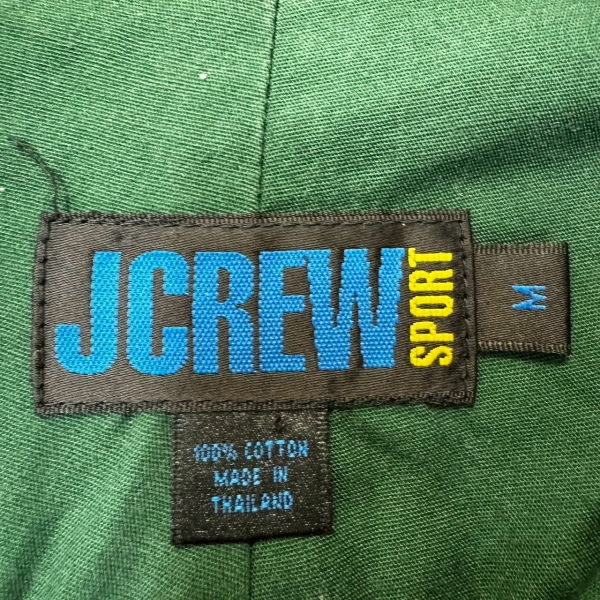 JCREW
SPORT
M
100% COTTON
MADE IN
THAILAND